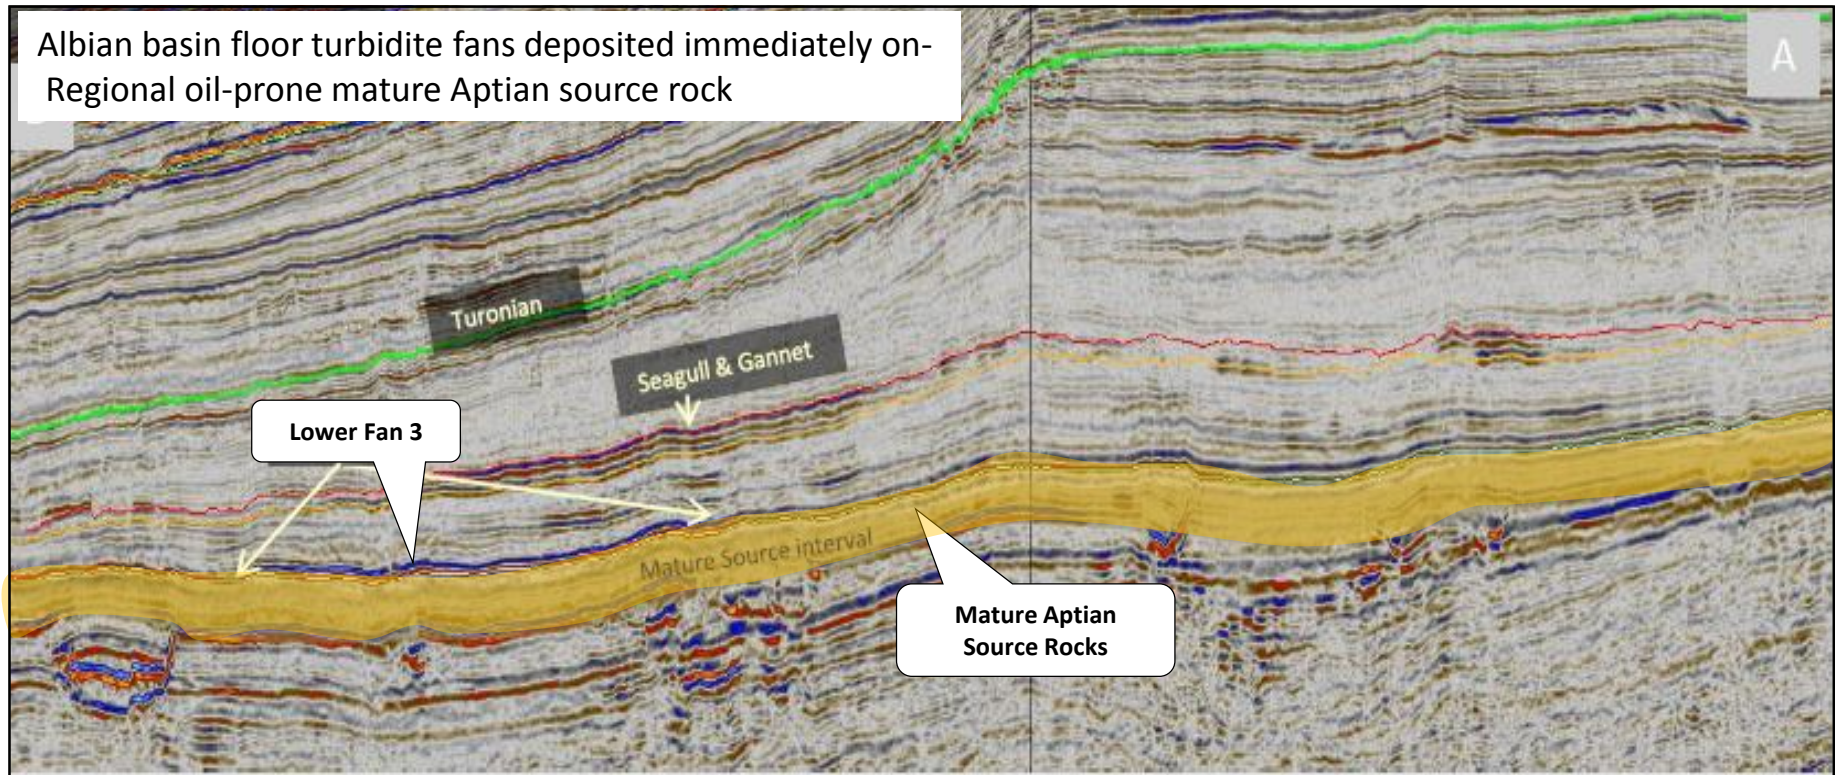 Albian basin floor turbidite fans deposited immediately on-
Regional oil-prone mature Aptian source rock
A
Turonian
Seagull & Gannet
Lower Fan 3
Mature Source interval
Mature Aptian
Source Rocks